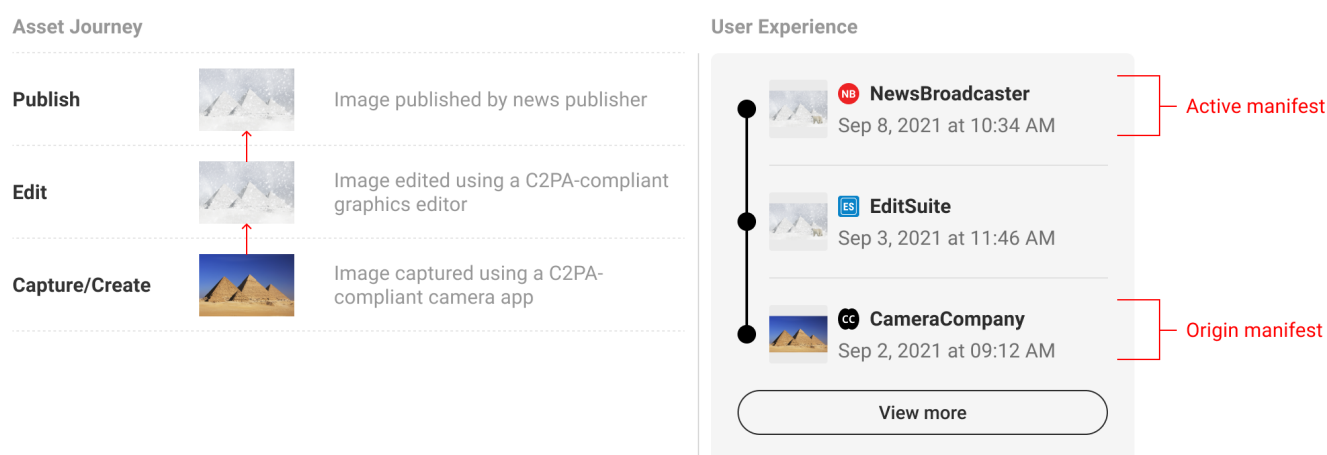 Asset Journey
Publish
Image published by news publisher
Edit
Image edited using a C2PA-compliant
graphics editor
Capture/Create
Image captured using a C2PA-
compliant camera app
User Experience
NB NewsBroadcaster
Sep 8, 2021 at 10:34 AM
Active manifest
ES EditSuite
Sep 3, 2021 at 11:46 AM
CC CameraCompany
Sep 2, 2021 at 09:12 AM
Origin manifest
View more